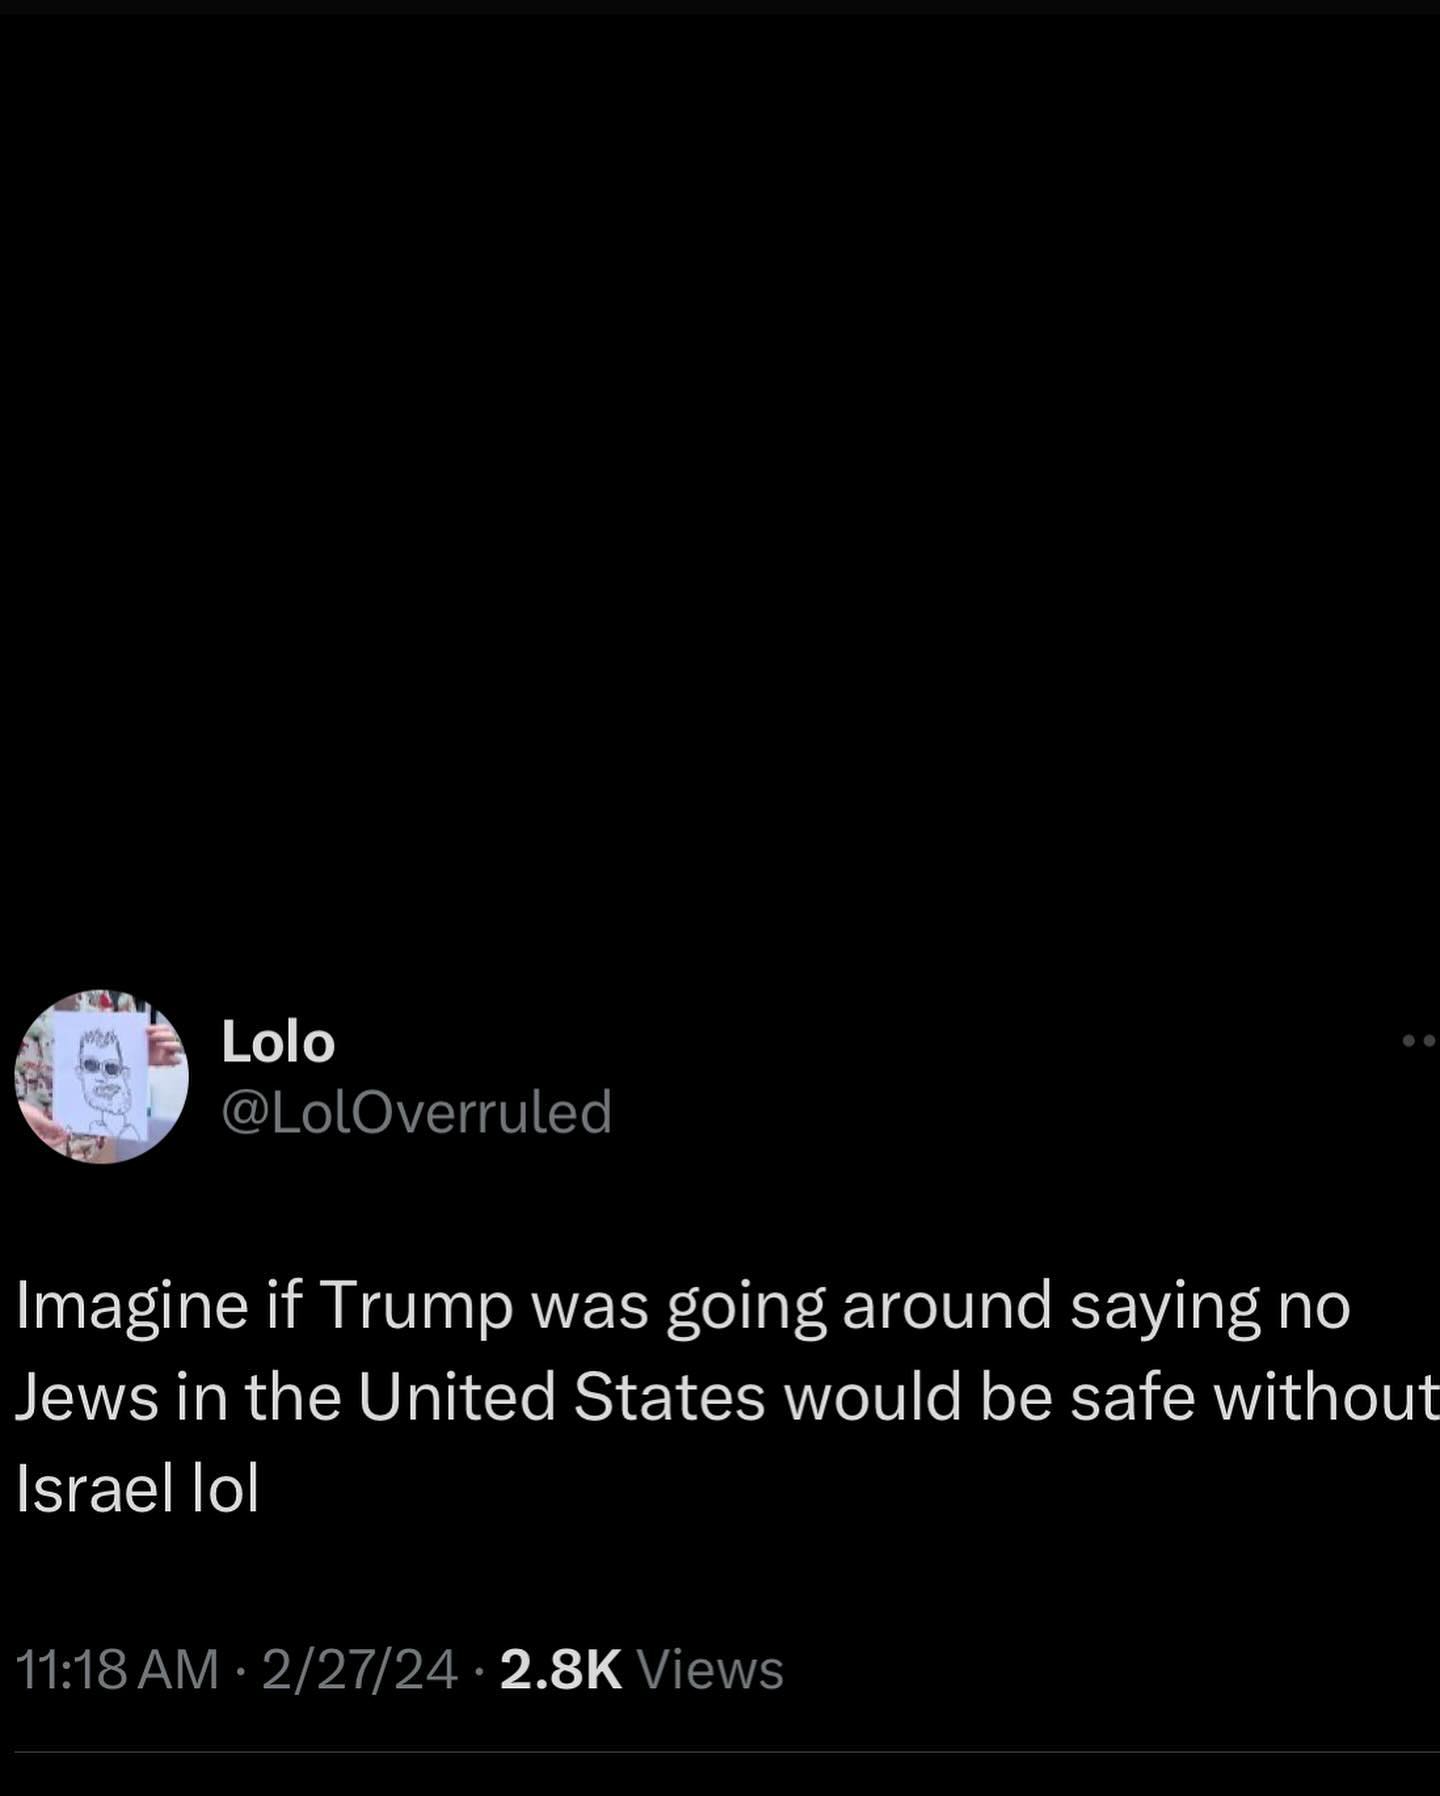 Lolo
@LolOverruled
Imagine if Trump was going around saying no
Jews in the United States would be safe without
Israel lol
11:18 AM · 2/27/24 · 2.8K Views